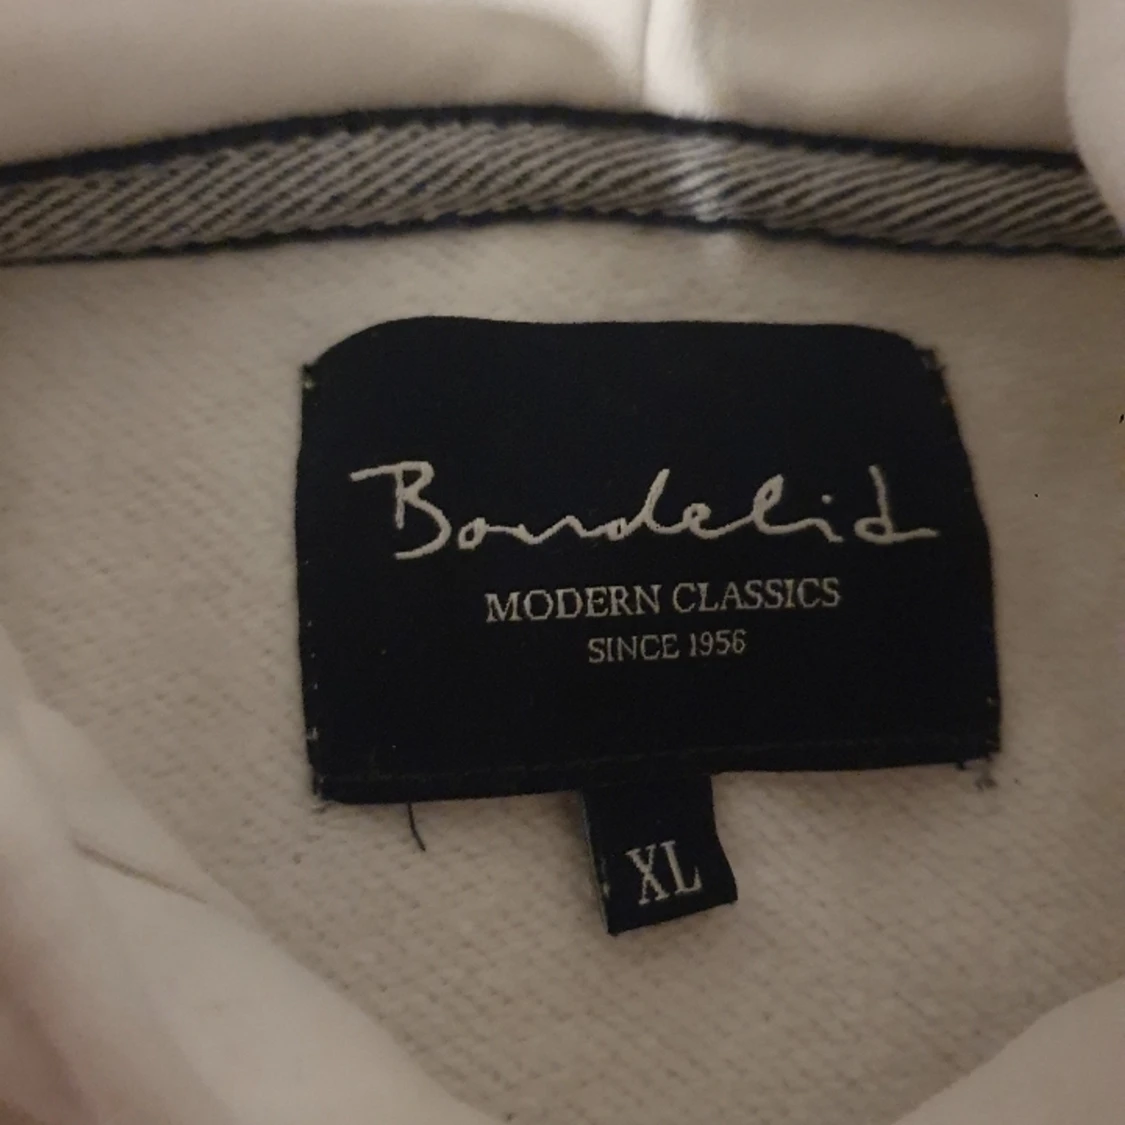 Bondelid
MODERN CLASSICS
SINCE 1956
XL